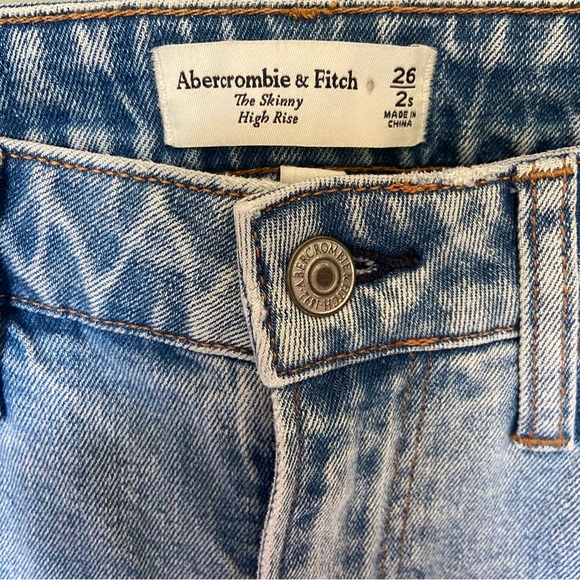 Abercrombie & Fitch
The Skinny
High Rise
26
2s
MADE IN
CHINA
ABERCROMBIE